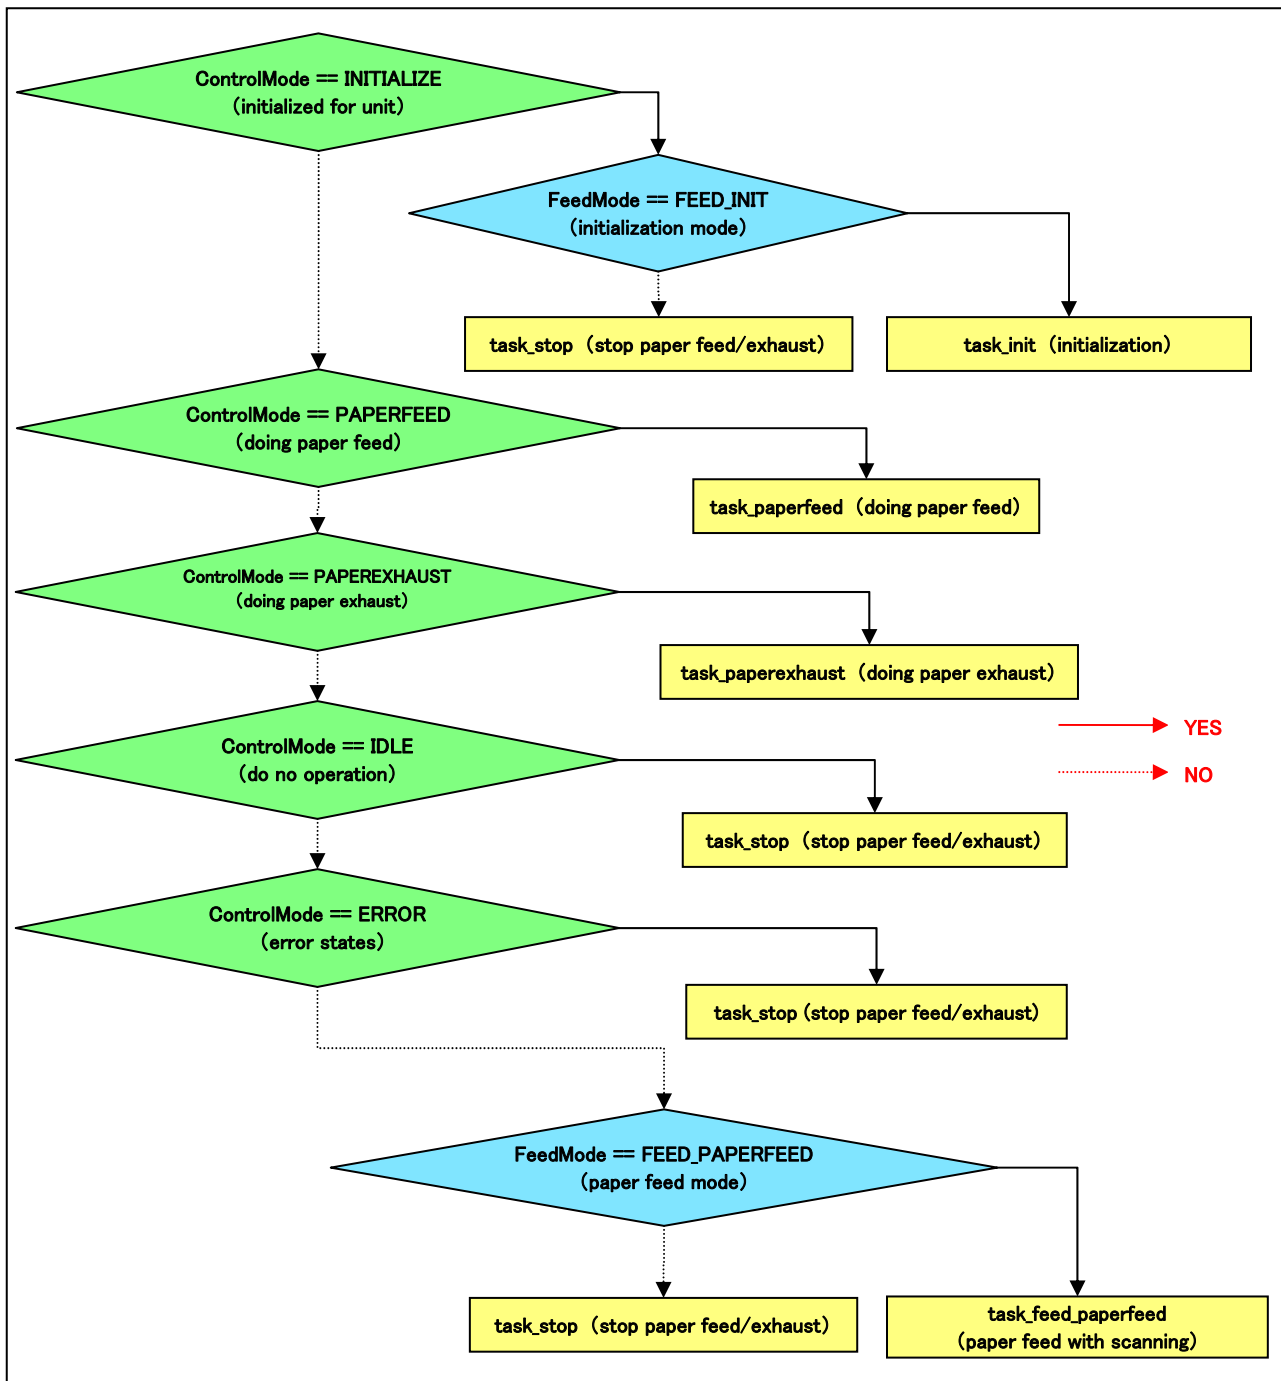 ControlMode == INITIALIZE
(initialized for unit)
FeedMode == FEED_INIT
(initialization mode)
task_stop (stop paper feed/exhaust)
task_init (initialization)
ControlMode == PAPERFEED
(doing paper feed)
task_paperfeed (doing paper feed)
ControlMode == PAPEREXHAUST
(doing paper exhaust)
task_paperexhaust (doing paper exhaust)
YES
ControlMode == IDLE
(do no operation)
NO
task_stop (stop paper feed/exhaust)
ControlMode == ERROR
(error states)
task_stop (stop paper feed/exhaust)
FeedMode == FEED_PAPERFEED
(paper feed mode)
task_stop (stop paper feed/exhaust)
task_feed_paperfeed
(paper feed with scanning)